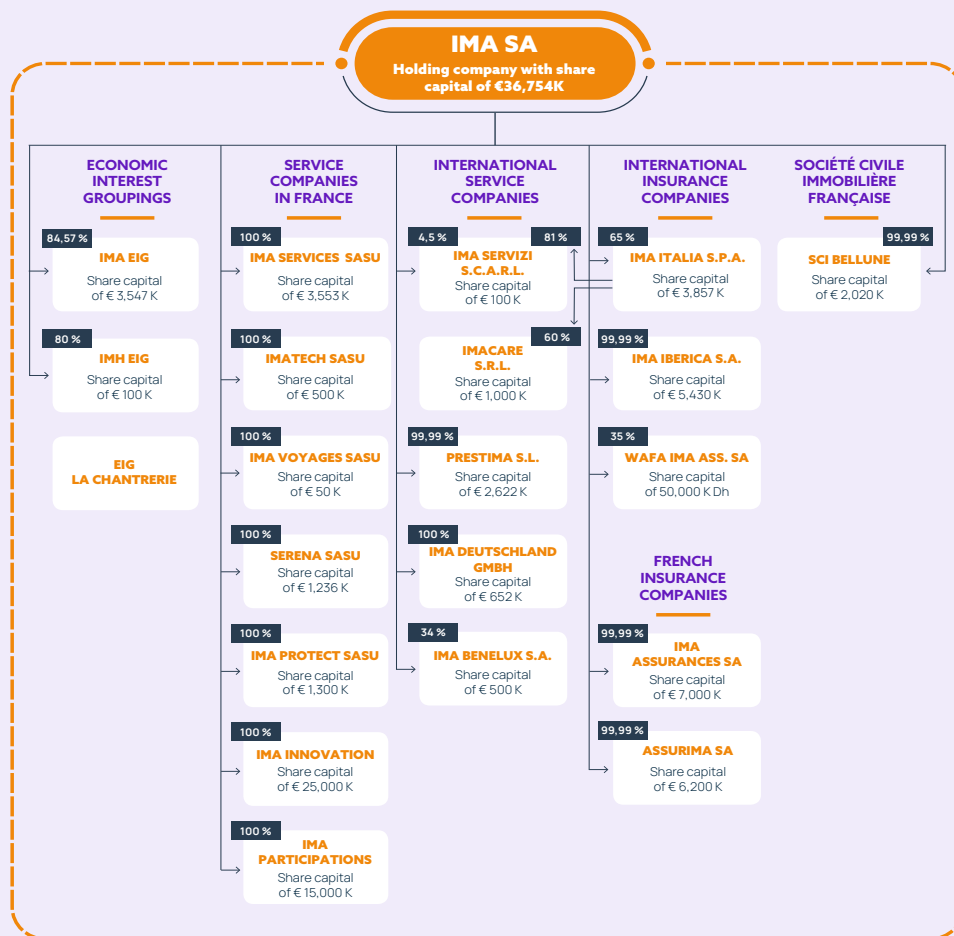 IMA SA
Holding company with share
capital of €36,754K
ECONOMIC
INTEREST
GROUPINGS
84,57 %
IMA EIG
Share capital
of € 3,547 K
80 %
IMH EIG
Share capital
of € 100 K
EIG
LA CHANTRERIE
SERVICE
COMPANIES
IN FRANCE
100 %
IMA SERVICES SASU
Share capital
of € 3,553 K
100 %
IMATECH SASU
Share capital
of € 500 K
100 %
IMA VOYAGES SASU
Share capital
of € 50 K
100 %
SERENA SASU
Share capital
of € 1,236 K
100 %
IMA PROTECT SASU
Share capital
of € 1,300 K
100 %
IMA INNOVATION
Share capital
of € 25,000 K
100 %
IMA
PARTICIPATIONS
Share capital
of € 15,000 K
INTERNATIONAL
SERVICE
COMPANIES
4,5 %
81 %
IMA SERVIZI
S.C.A.R.L.
Share capital
of € 100 K
60 %
IMACARE
S.R.L.
Share capital
of € 1,000 K
99,99 %
PRESTIMA S.L.
Share capital
of € 2,622 K
100 %
IMA DEUTSCHLAND
GMBH
Share capital
of € 652 K
34 %
IMA BENELUX S.A.
Share capital
of € 500 K
INTERNATIONAL
INSURANCE
COMPANIES
65 %
IMA ITALIA S.P.A.
Share capital
of € 3,857 K
99,99 %
IMA IBERICA S.A.
Share capital
of € 5,430 K
35 %
WAFA IMA ASS. SA
Share capital
of 50,000 K Dh
FRENCH
INSURANCE
COMPANIES
99,99 %
IMA
ASSURANCES SA
Share capital
of € 7,000 K
99,99 %
ASSURIMA SA
Share capital
of € 6,200 K
SOCIÉTÉ CIVILE
IMMOBILIÈRE
FRANÇAISE
99,99 %
SCI BELLUNE
Share capital
of € 2,020 K